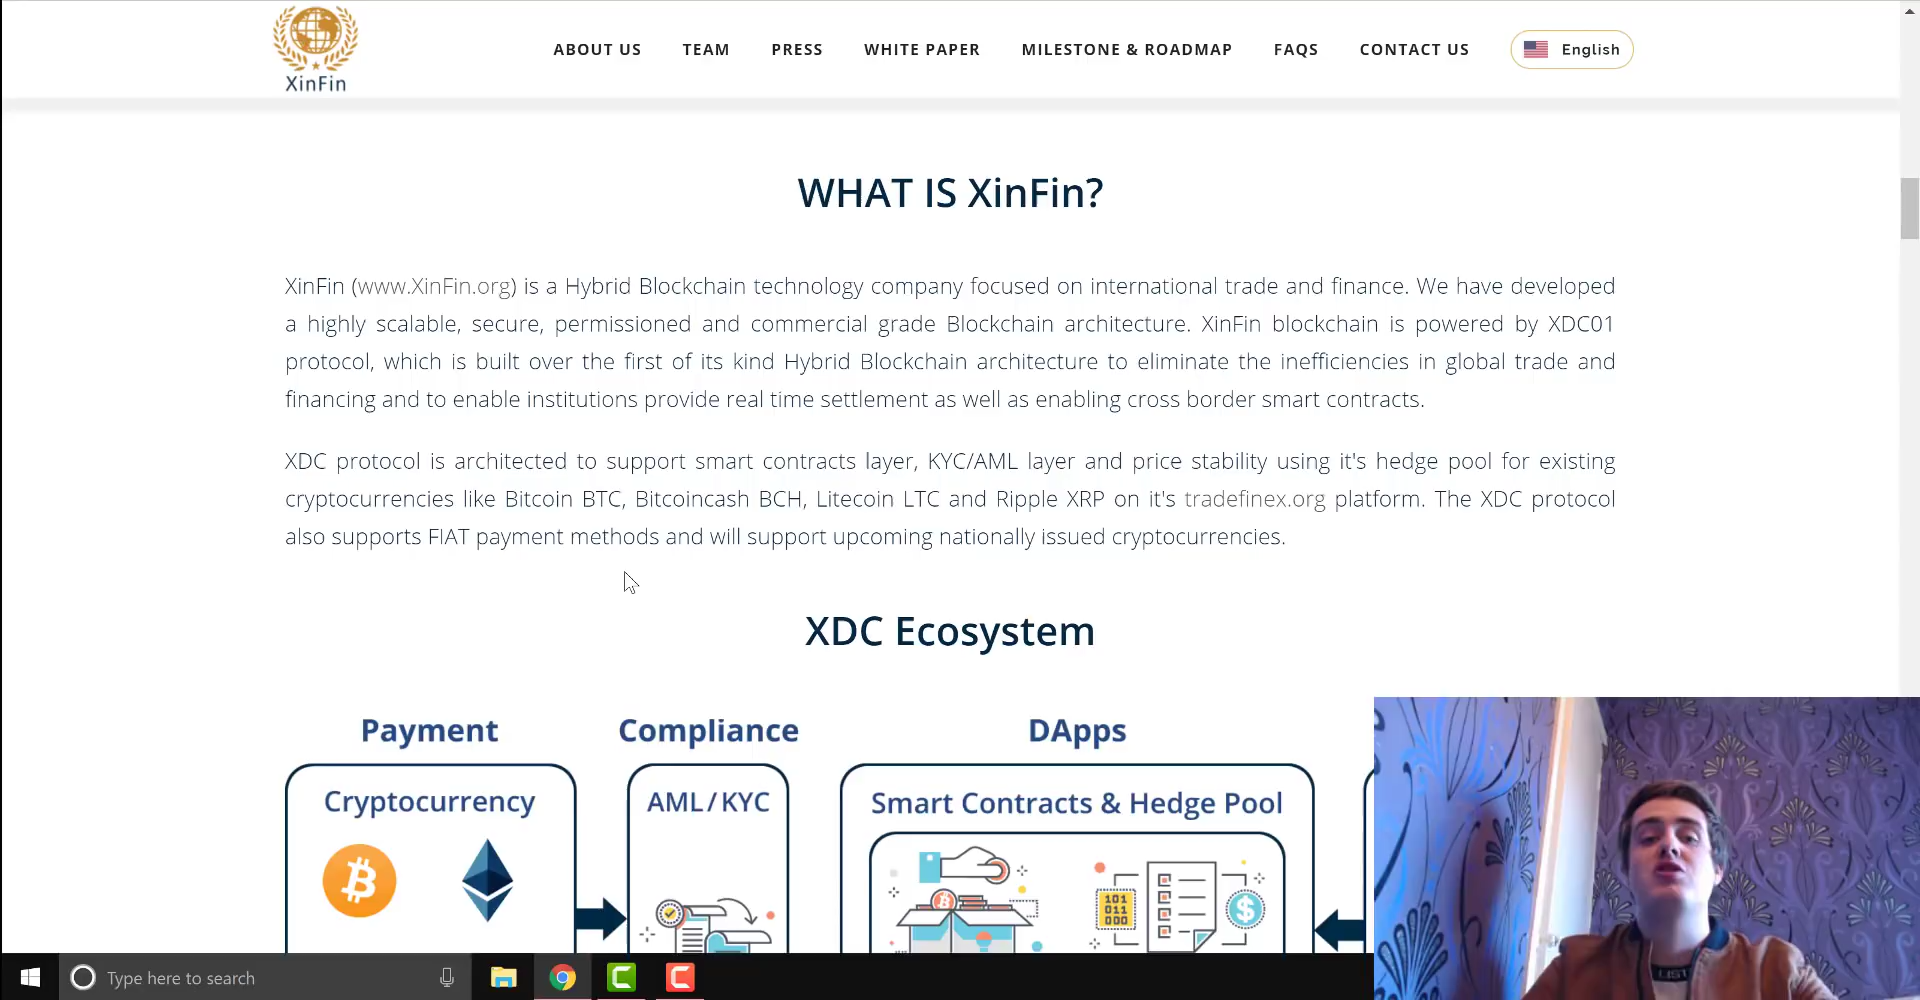 XinFin
ABOUT US TEAM PRESS WHITE PAPER MILESTONE & ROADMAP FAQS CONTACT US English
WHAT IS XinFin?
XinFin (www.XinFin.org) is a Hybrid Blockchain technology company focused on international trade and finance. We have developed
a highly scalable, secure, permissioned and commercial grade Blockchain architecture. XinFin blockchain is powered by XDC01
protocol, which is built over the first of its kind Hybrid Blockchain architecture to eliminate the inefficiencies in global trade and
financing and to enable institutions provide real time settlement as well as enabling cross border smart contracts.
XDC protocol is architected to support smart contracts layer, KYC/AML layer and price stability using it's hedge pool for existing
cryptocurrencies like Bitcoin BTC, Bitcoincash BCH, Litecoin LTC and Ripple XRP on it's tradefinex.org platform. The XDC protocol
also supports FIAT payment methods and will support upcoming nationally issued cryptocurrencies.
XDC Ecosystem
Payment Compliance DApps
Cryptocurrency AML/KYC Smart Contracts & Hedge Pool
101
011
000
Type here to search